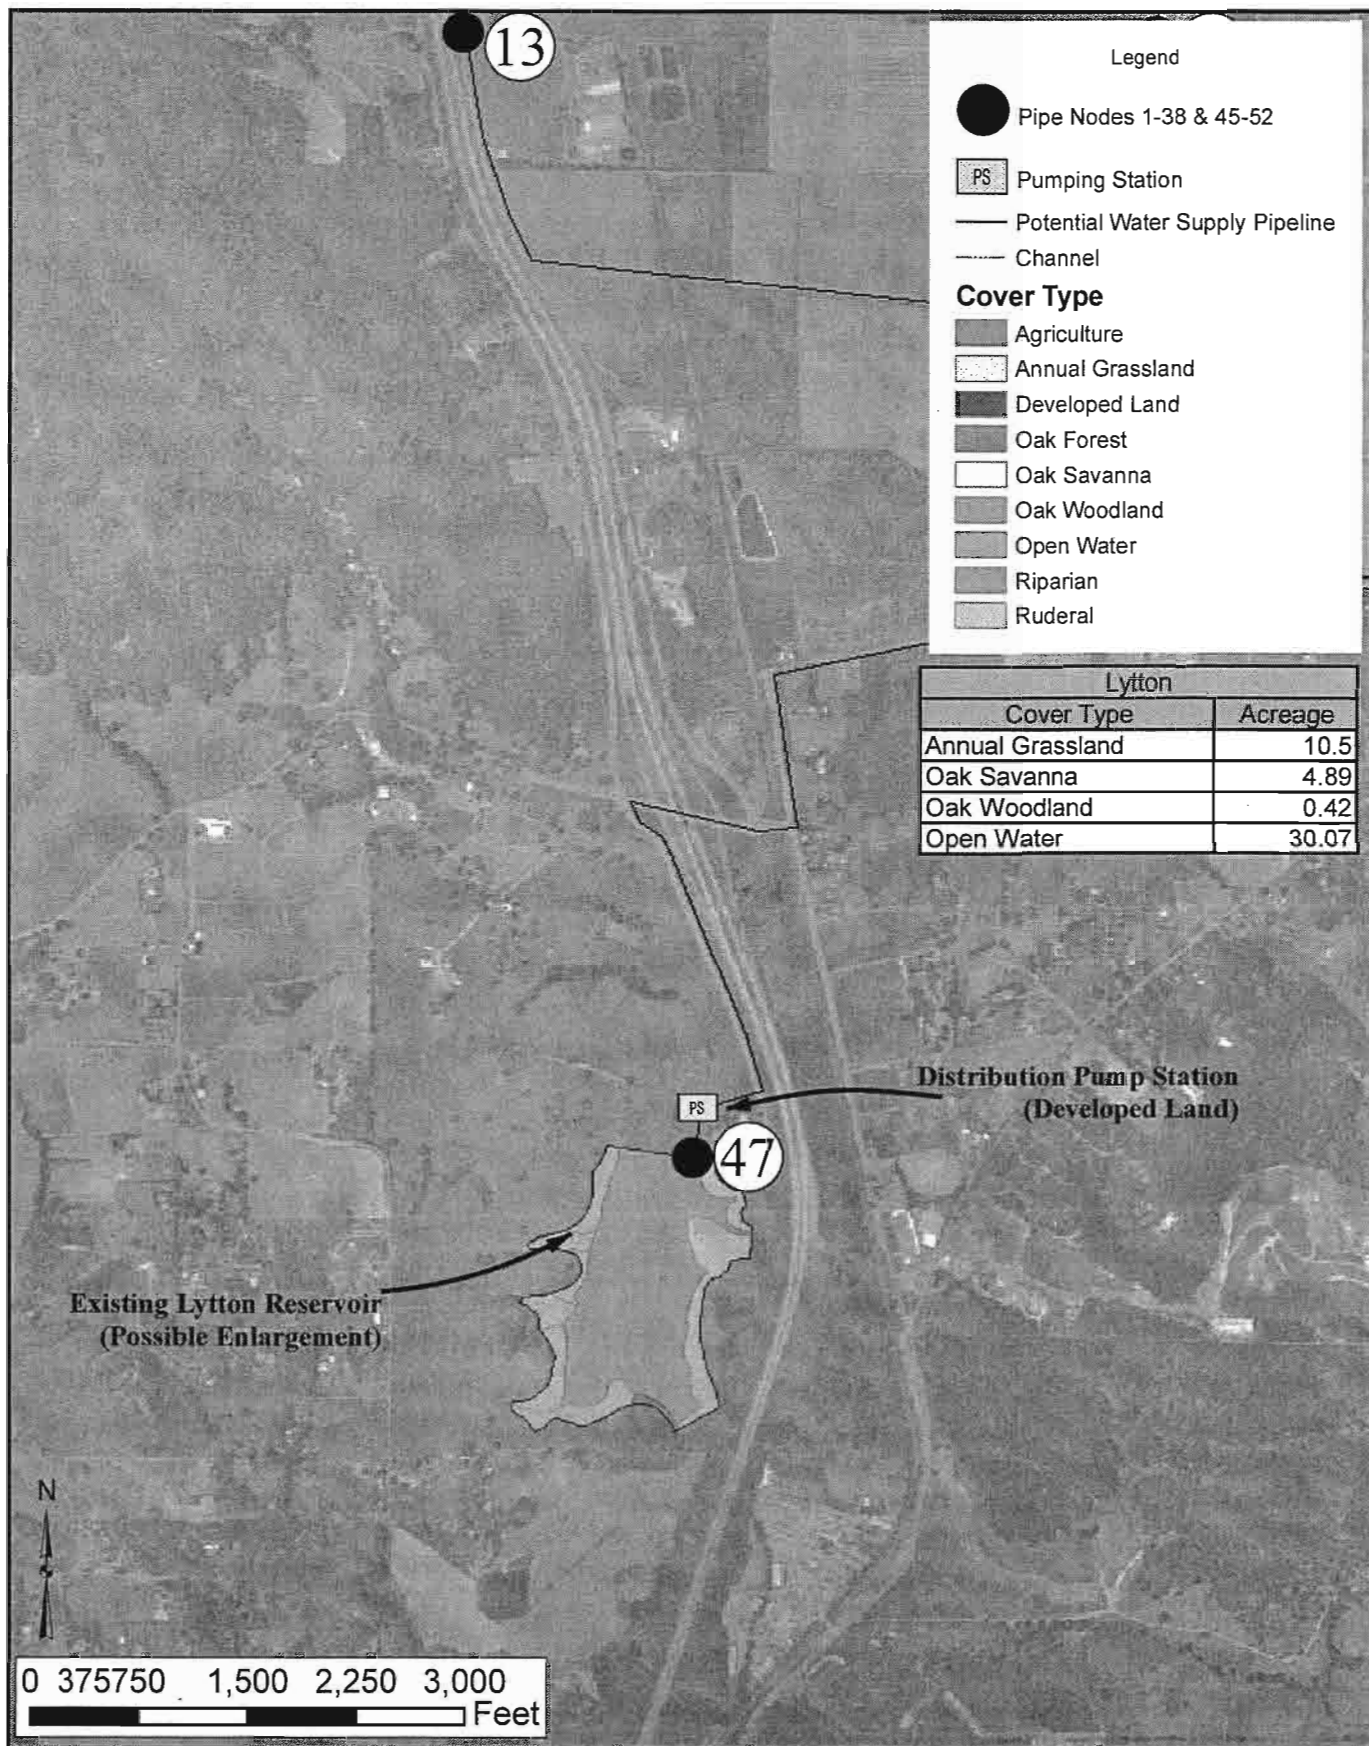 13
Legend
Pipe Nodes 1-38 & 45-52
PS Pumping Station
Potential Water Supply Pipeline
Channel
Cover Type
Agriculture
Annual Grassland
Developed Land
Oak Forest
Oak Savanna
Oak Woodland
Open Water
Riparian
Ruderal
Lytton
Cover Type Acreage
Annual Grassland 10.5
Oak Savanna 4.89
Oak Woodland 0.42
Open Water 30.07
Distribution Pump Station
(Developed Land)
PS
47
Existing Lytton Reservoir
(Possible Enlargement)
N
0 375750 1,500 2,250 3,000
Feet